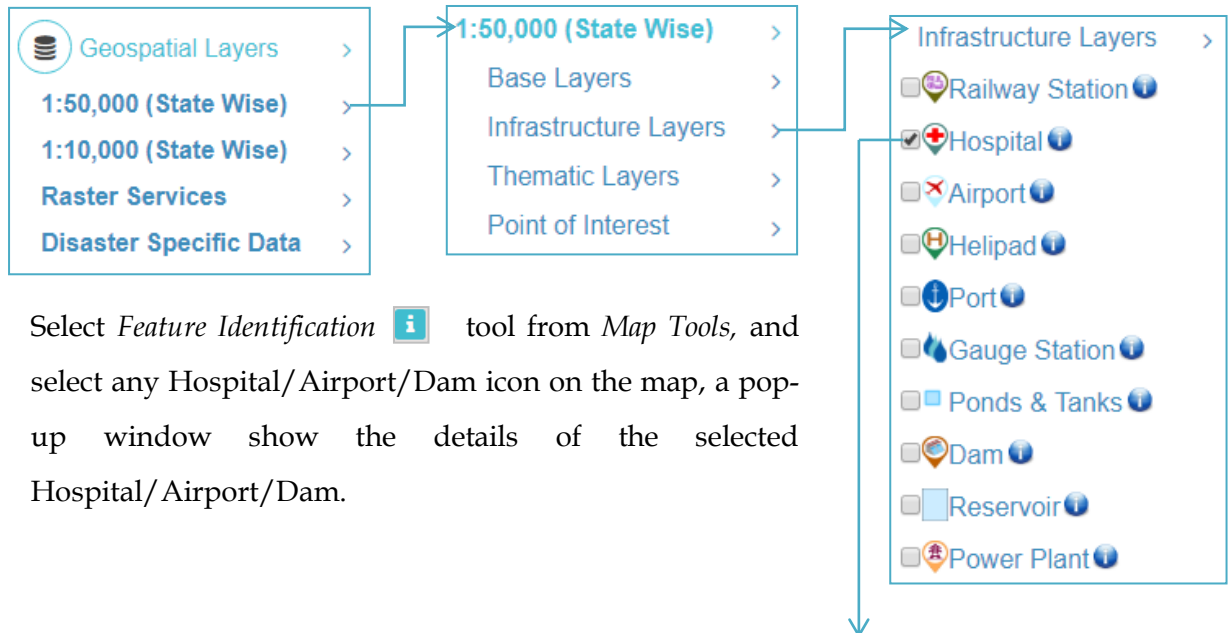 Geospatial Layers >
1:50,000 (State Wise) >
1:10,000 (State Wise) >
Raster Services >
Disaster Specific Data >
1:50,000 (State Wise) >
Base Layers >
Infrastructure Layers >
Thematic Layers >
Point of Interest >
Infrastructure Layers >
Railway Station i
Hospital i
Airport i
H Helipad i
Port i
Gauge Station i
Ponds & Tanks i
Dam i
Reservoir i
Power Plant i
Select Feature Identification i tool from Map Tools, and
select any Hospital/Airport/Dam icon on the map, a pop-
up window show the details of the selected
Hospital/Airport/Dam.